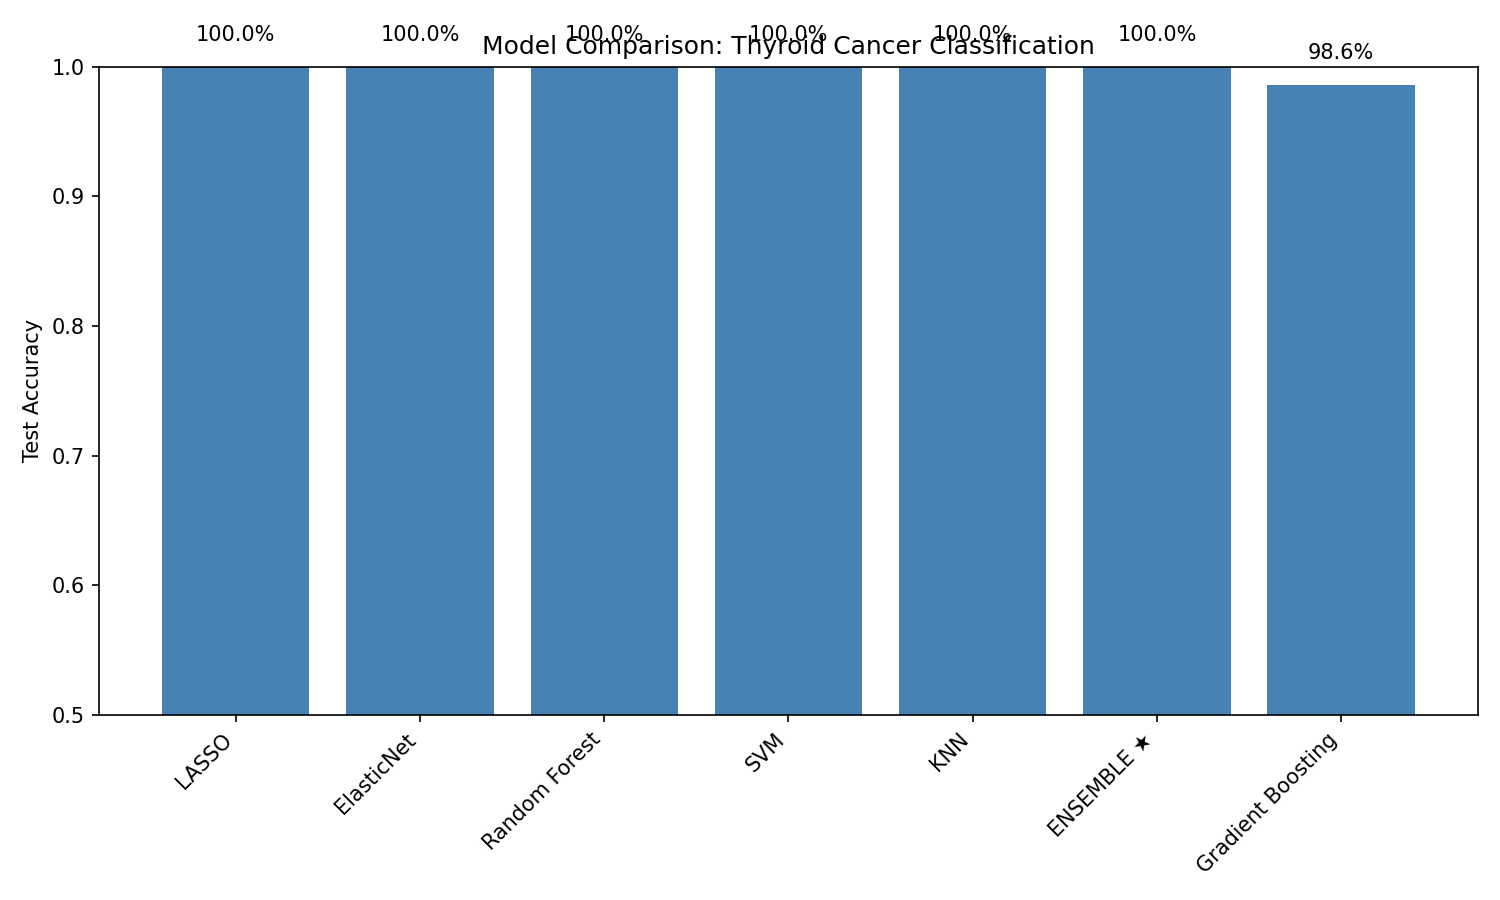 Model Comparison: Thyroid Cancer Classification
100.0%
100.0%
100.0%
100.0%
100.0%
100.0%
98.6%
Test Accuracy
1.0
0.9
0.8
0.7
0.6
0.5
LASSO
ElasticNet
Random Forest
SVM
KNN
ENSEMBLE ★
Gradient Boosting